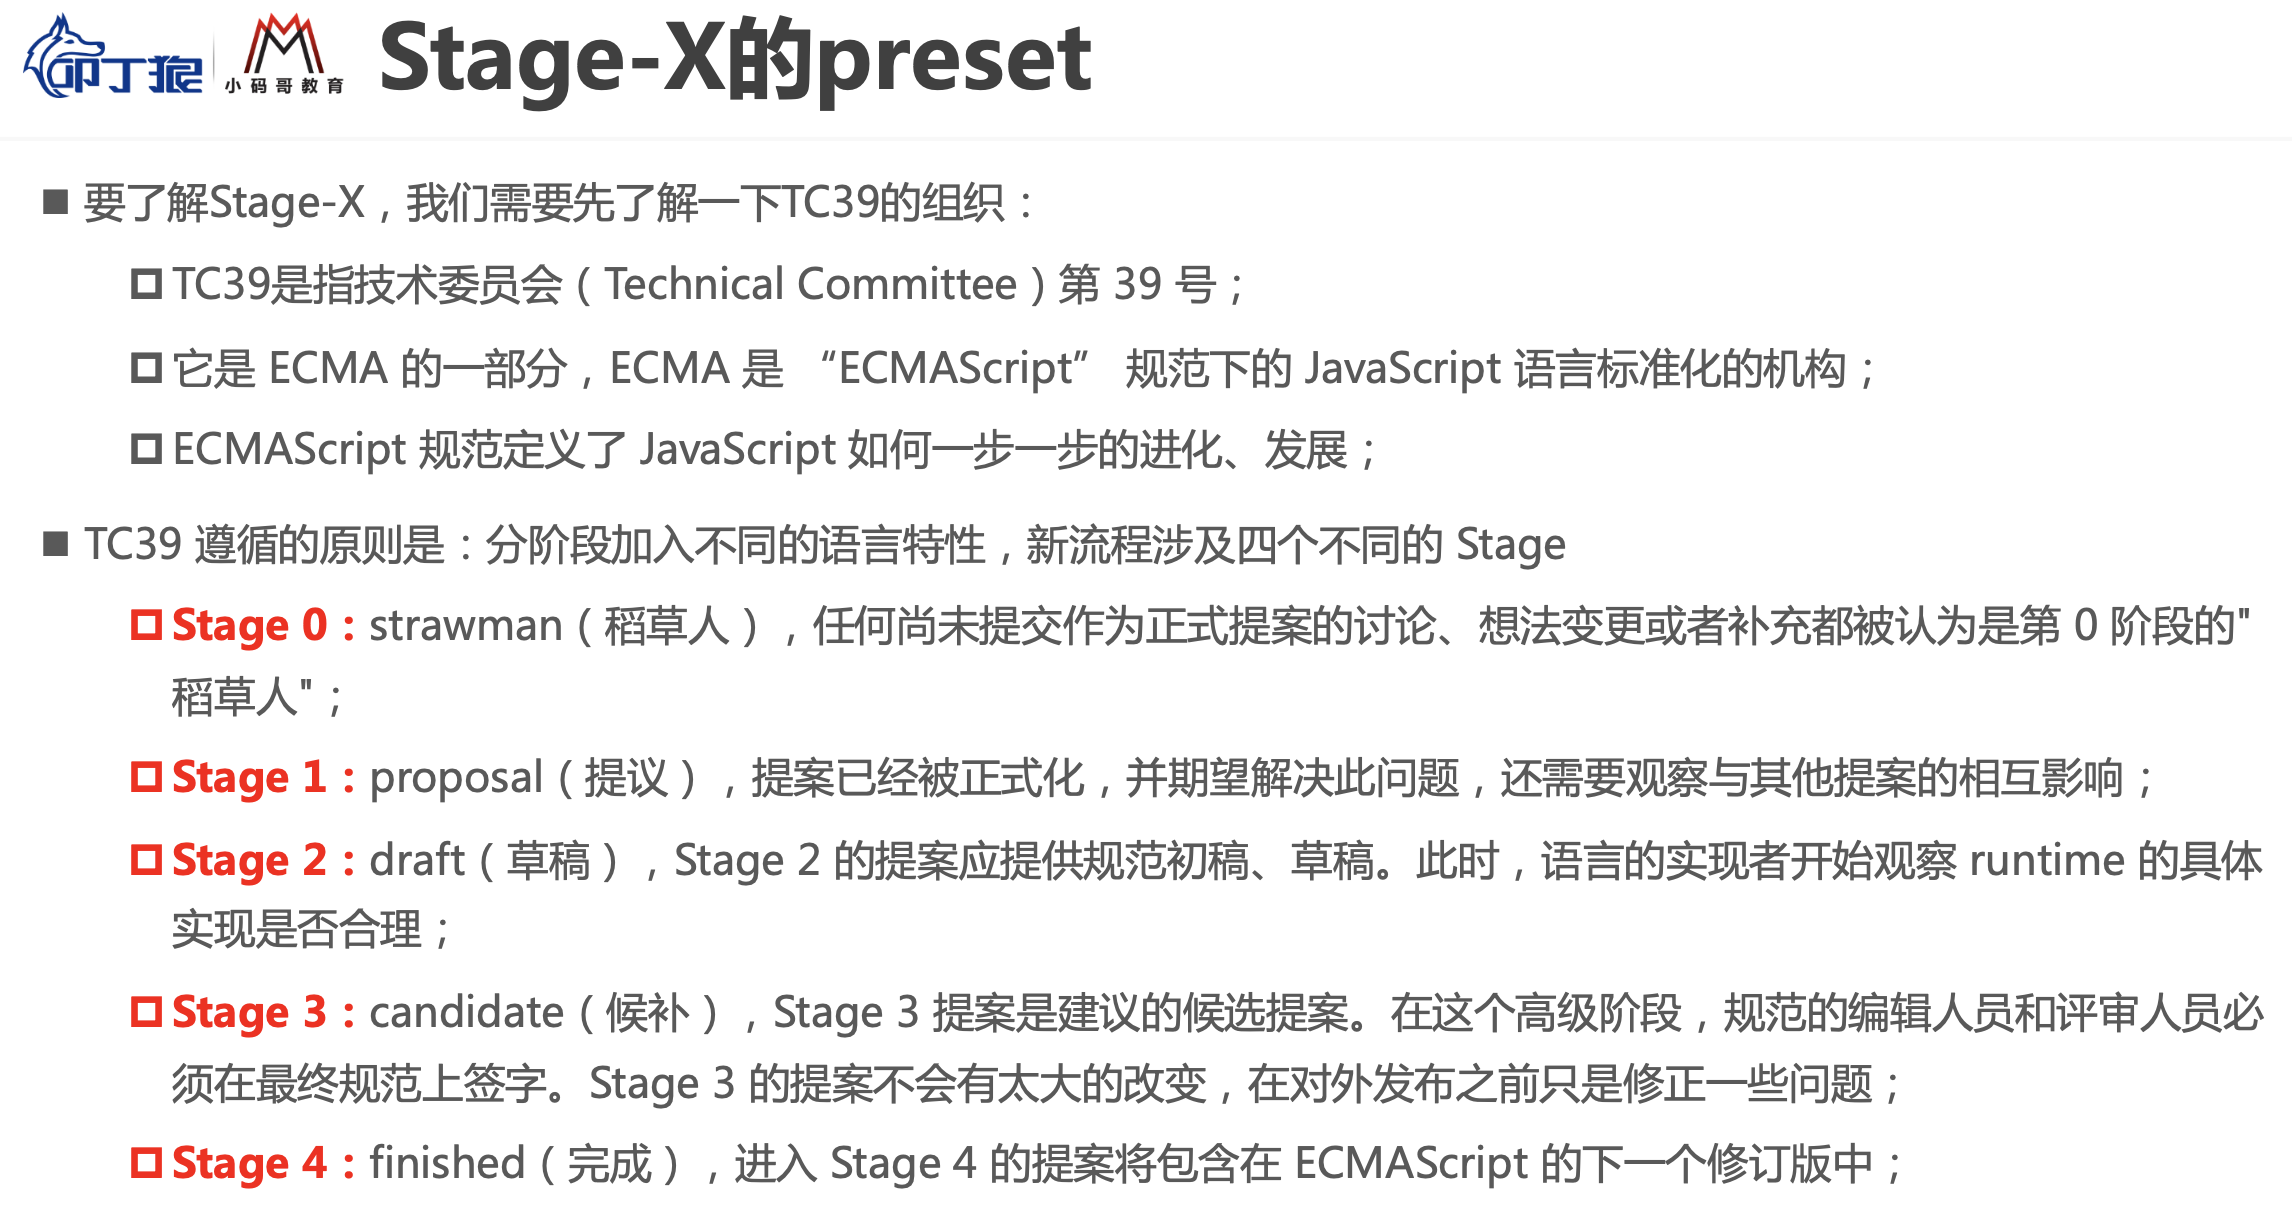 叩丁狼 小码哥教育 Stage-X的preset
要了解Stage-X，我们需要先了解一下TC39的组织：
TC39是指技术委员会（Technical Committee）第 39 号；
它是 ECMA 的一部分，ECMA 是 “ECMAScript” 规范下的 JavaScript 语言标准化的机构；
ECMAScript 规范定义了 JavaScript 如何一步一步的进化、发展；
TC39 遵循的原则是：分阶段加入不同的语言特性，新流程涉及四个不同的 Stage
Stage 0：strawman（稻草人），任何尚未提交作为正式提案的讨论、想法变更或者补充都被认为是第 0 阶段的"
稻草人"；
Stage 1：proposal（提议），提案已经被正式化，并期望解决此问题，还需要观察与其他提案的相互影响；
Stage 2：draft（草稿），Stage 2 的提案应提供规范初稿、草稿。此时，语言的实现者开始观察 runtime 的具体
实现是否合理；
Stage 3：candidate（候补），Stage 3 提案是建议的候选提案。在这个高级阶段，规范的编辑人员和评审人员必
须在最终规范上签字。Stage 3 的提案不会有太大的改变，在对外发布之前只是修正一些问题；
Stage 4：finished（完成），进入 Stage 4 的提案将包含在 ECMAScript 的下一个修订版中；